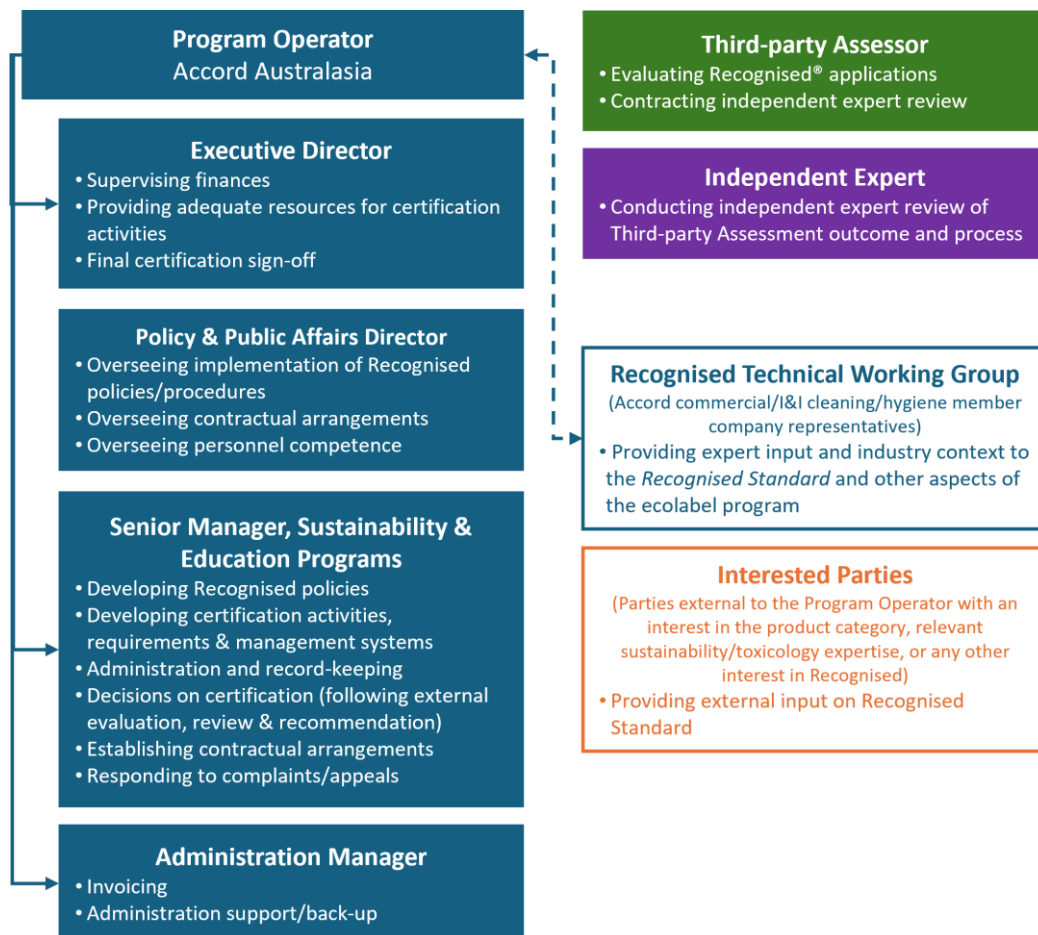 Program Operator
Accord Australasia
Executive Director
• Supervising finances
• Providing adequate resources for certification
activities
• Final certification sign-off
Policy & Public Affairs Director
• Overseeing implementation of Recognised
policies/procedures
• Overseeing contractual arrangements
• Overseeing personnel competence
Senior Manager, Sustainability &
Education Programs
• Developing Recognised policies
• Developing certification activities,
requirements & management systems
• Administration and record-keeping
• Decisions on certification (following external
evaluation, review & recommendation)
• Establishing contractual arrangements
• Responding to complaints/appeals
Administration Manager
• Invoicing
• Administration support/back-up
Third-party Assessor
• Evaluating Recognised® applications
• Contracting independent expert review
Independent Expert
• Conducting independent expert review of
Third-party Assessment outcome and process
Recognised Technical Working Group
(Accord commercial/I&I cleaning/hygiene member
company representatives)
• Providing expert input and industry context to
the Recognised Standard and other aspects of
the ecolabel program
Interested Parties
(Parties external to the Program Operator with an
interest in the product category, relevant
sustainability/toxicology expertise, or any other
interest in Recognised)
• Providing external input on Recognised
Standard